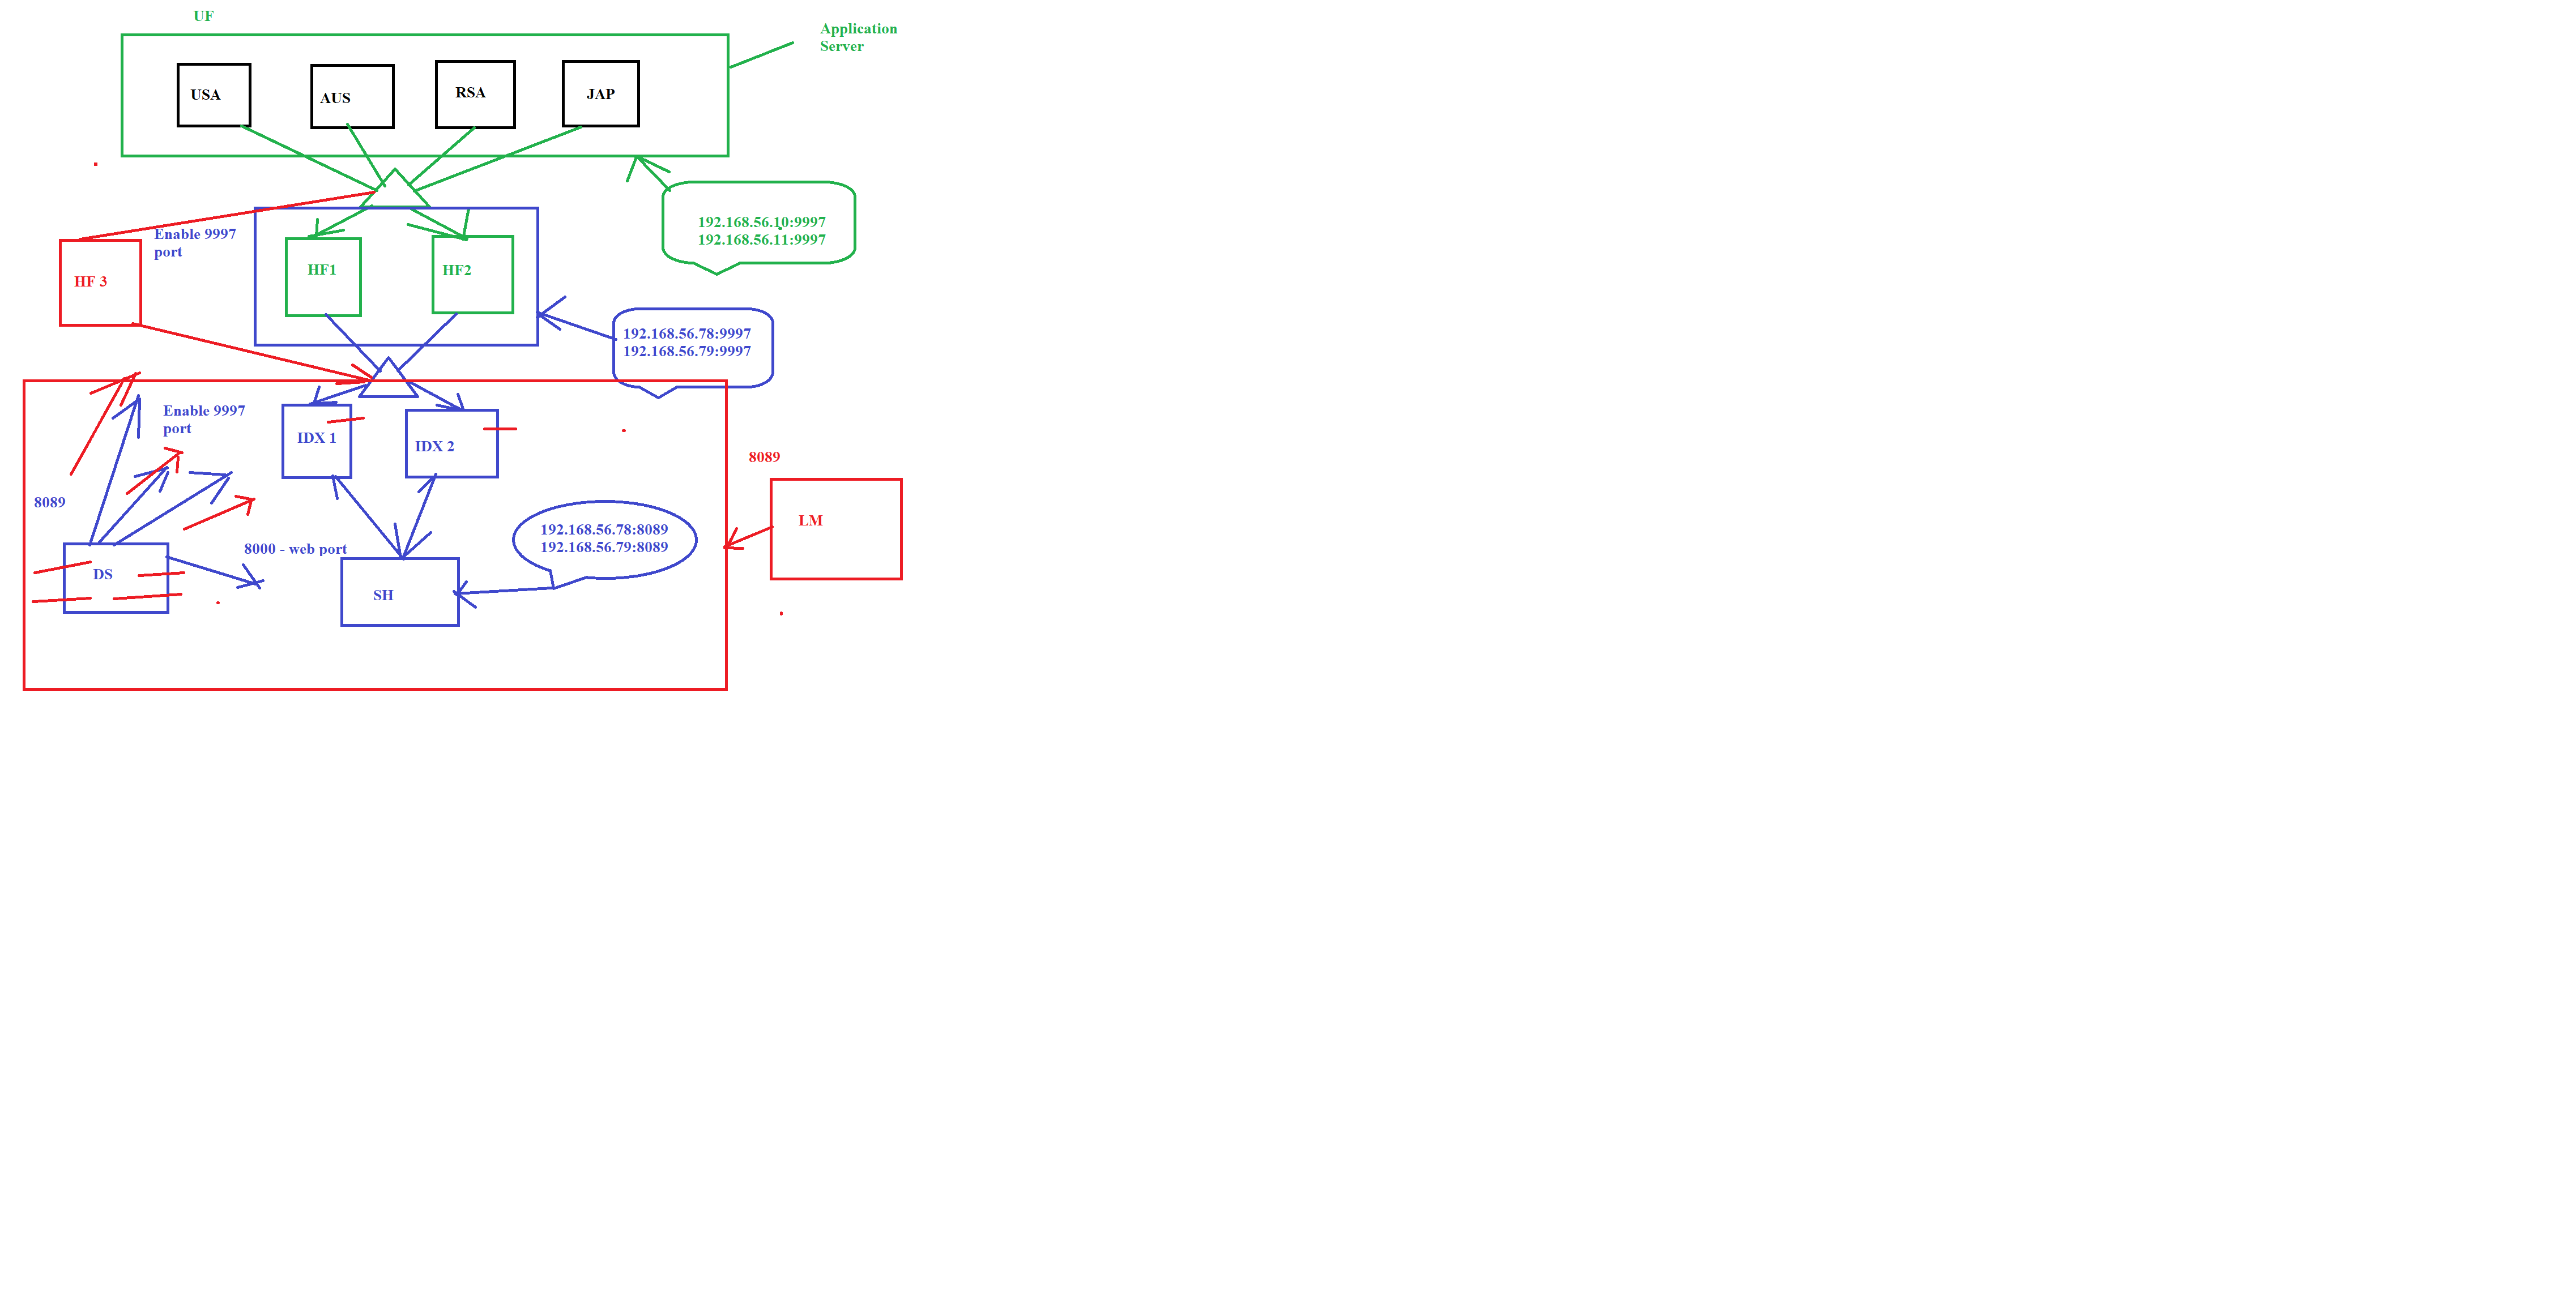 UF
Application
Server
USA
AUS
RSA
JAP
192.168.56.10:9997
192.168.56.11:9997
Enable 9997
port
HF 3
HF1
HF2
192.168.56.78:9997
192.168.56.79:9997
Enable 9997
port
IDX 1
IDX 2
8089
8089
LM
192.168.56.78:8089
192.168.56.79:8089
8000 - web port
DS
SH